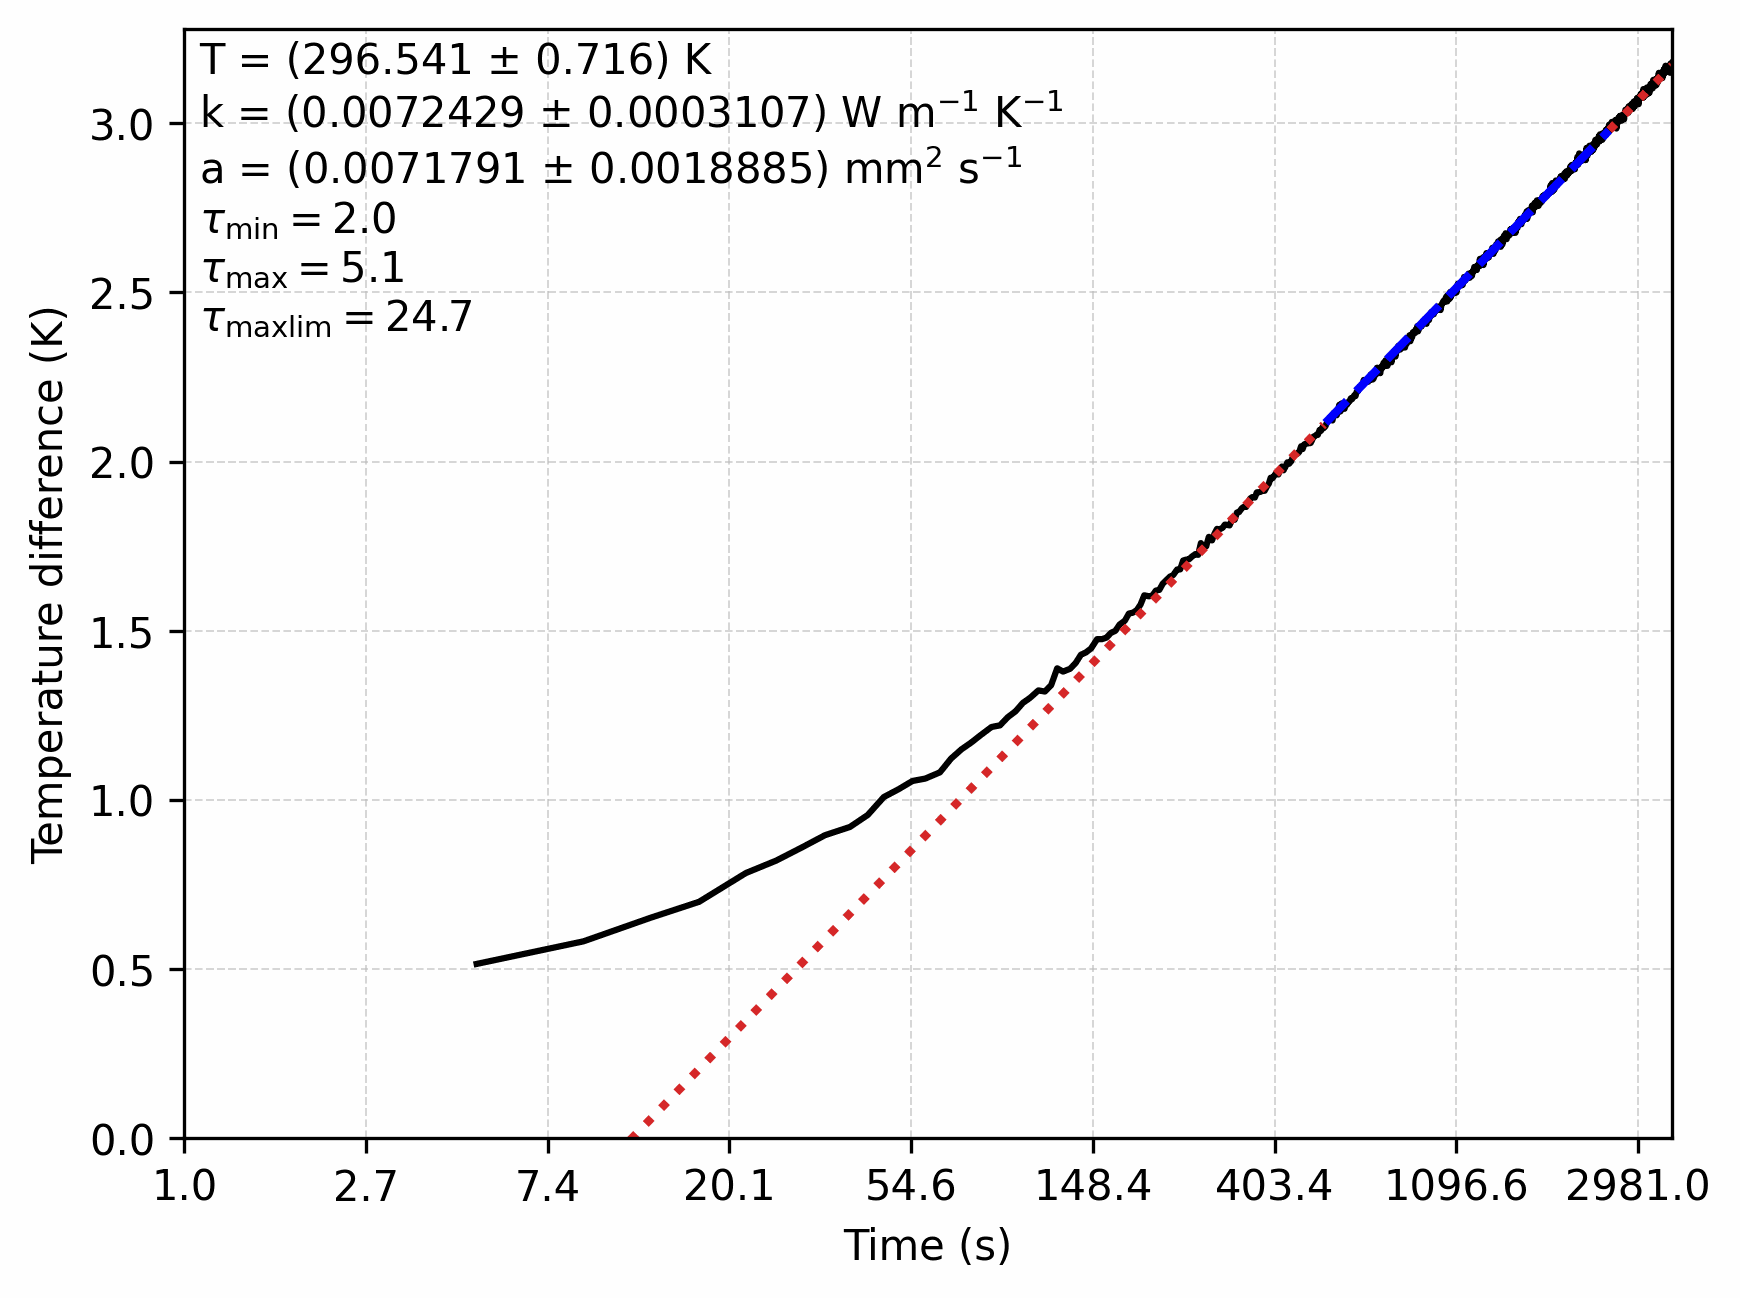 T = (296.541 ± 0.716) K
k = (0.0072429 ± 0.0003107) W m⁻¹ K⁻¹
a = (0.0071791 ± 0.0018885) mm² s⁻¹
τmin = 2.0
τmax = 5.1
τmaxlim = 24.7
Temperature difference (K)
3.0
2.5
2.0
1.5
1.0
0.5
0.0
1.0 2.7 7.4 20.1 54.6 148.4 403.4 1096.6 2981.0
Time (s)